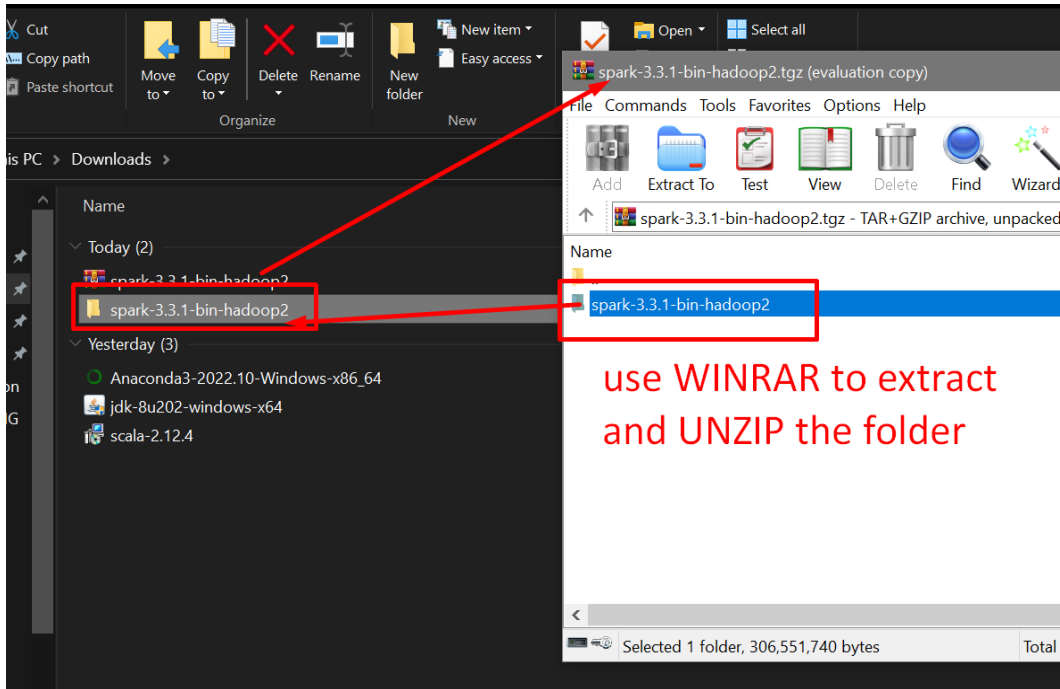 Cut
Copy path
Paste shortcut
Move to
Copy to
Delete
Rename
New folder
New item
Easy access
Open
Select all
Organize
New
his PC > Downloads >
Name
Today (2)
spark-3.3.1-bin-hadoop2
spark-3.3.1-bin-hadoop2
Yesterday (3)
Anaconda3-2022.10-Windows-x86_64
jdk-8u202-windows-x64
scala-2.12.4
on
G
spark-3.3.1-bin-hadoop2.tgz (evaluation copy)
File Commands Tools Favorites Options Help
Add
Extract To
Test
View
Delete
Find
Wizard
spark-3.3.1-bin-hadoop2.tgz - TAR+GZIP archive, unpacked
Name
..
spark-3.3.1-bin-hadoop2
use WINRAR to extract
and UNZIP the folder
Selected 1 folder, 306,551,740 bytes
Total